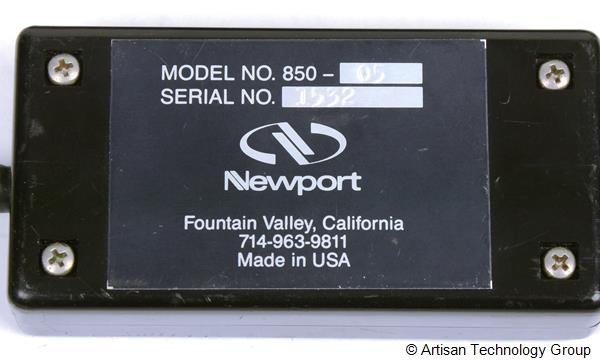 MODEL NO. 850 - 05
SERIAL NO. 1532
Newport
Fountain Valley, California
714-963-9811
Made in USA
© Artisan Technology Group